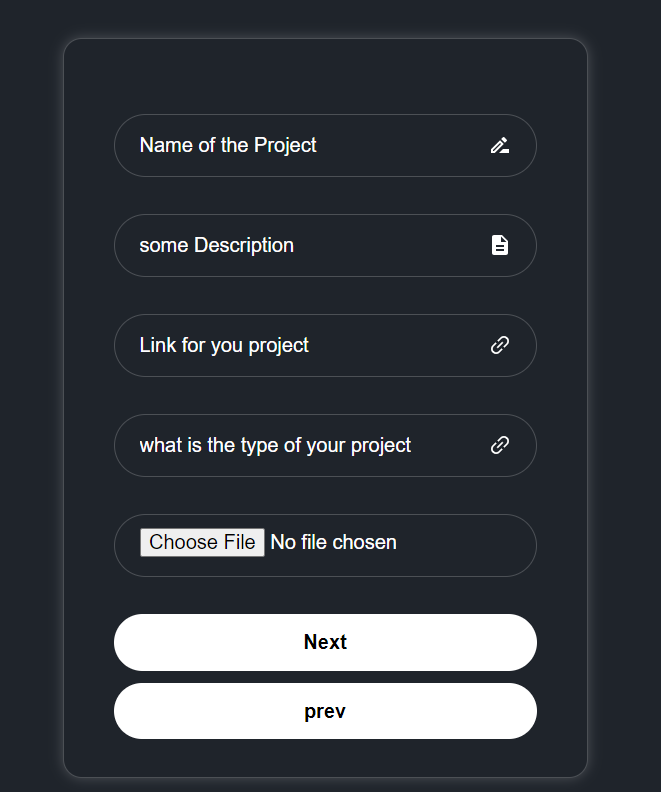 Name of the Project
some Description
Link for you project
what is the type of your project
Choose File No file chosen
Next
prev